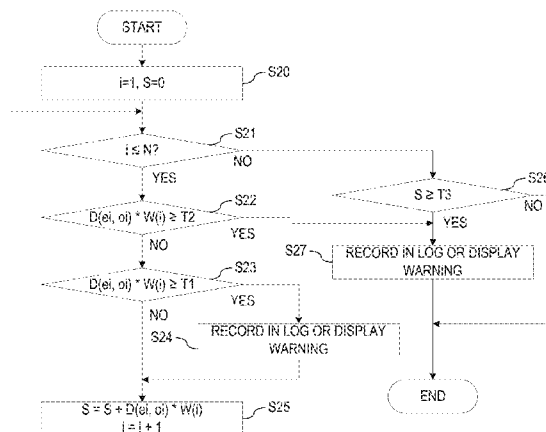 START
i=1, S=0
S20
i ≤ N?
S21
NO
YES
S ≥ T3
S26
NO
YES
D(ei, oi) * W(i) ≥ T2
S22
YES
NO
S27
RECORD IN LOG OR DISPLAY
WARNING
D(ei, oi) * W(i) ≥ T1
S23
YES
NO
S24
RECORD IN LOG OR DISPLAY
WARNING
END
S = S + D(ei, oi) * W(i)
i = i + 1
S25